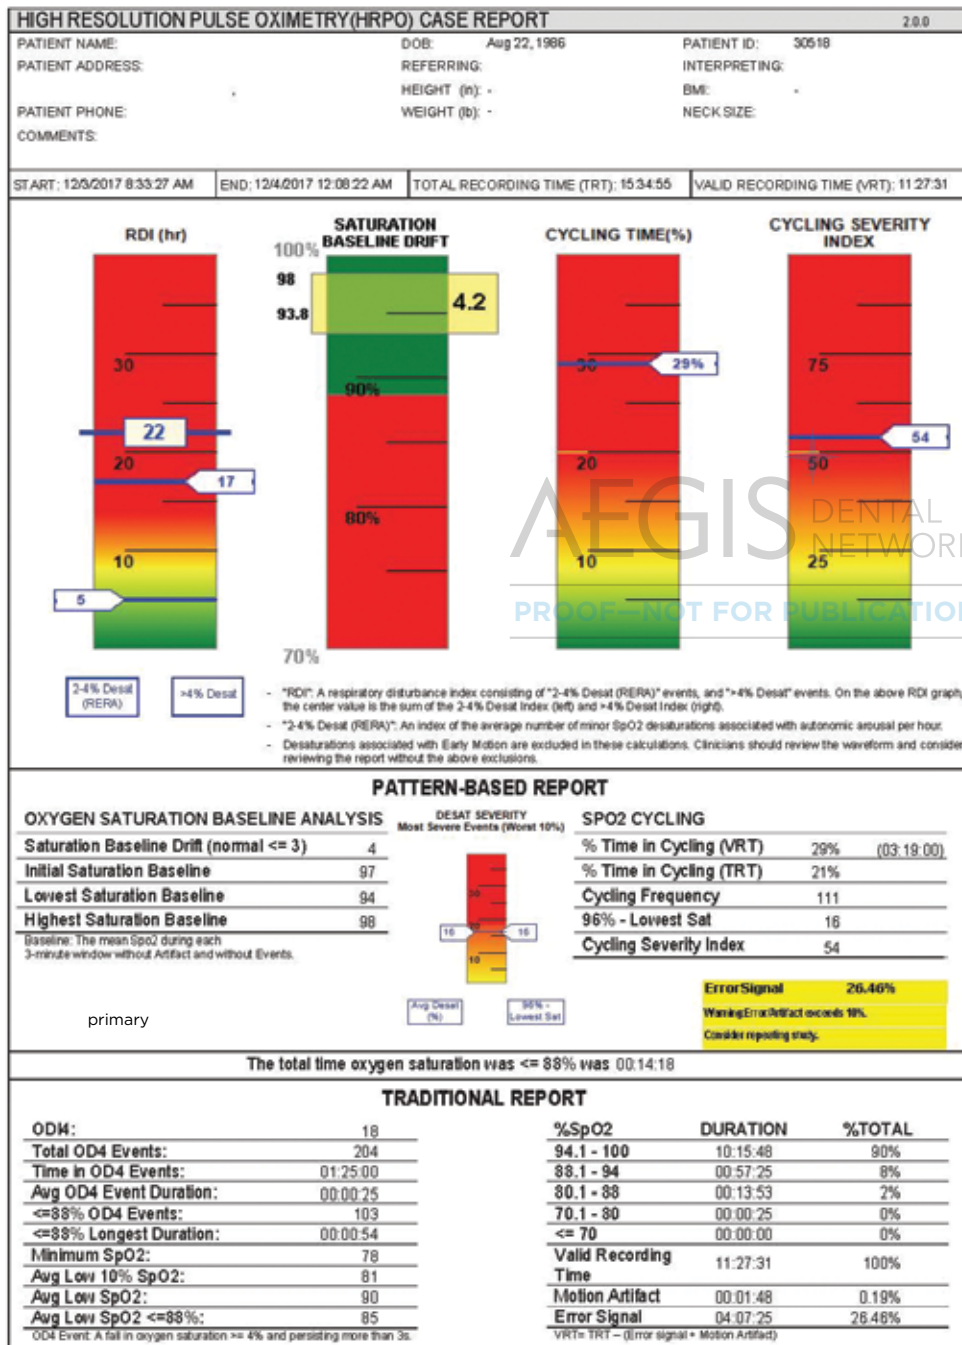 HIGH RESOLUTION PULSE OXIMETRY(HRPO) CASE REPORT 2.0.0
PATIENT NAME: DOB: Aug 22, 1986 PATIENT ID: 30518
PATIENT ADDRESS: REFERRING: INTERPRETING:
, HEIGHT (in): - BMI: -
PATIENT PHONE: WEIGHT (lb): - NECK SIZE:
COMMENTS:
START: 12/3/2017 8:33:27 AM END: 12/4/2017 12:08:22 AM TOTAL RECORDING TIME (TRT): 15:34:55 VALID RECORDING TIME (VRT): 11:27:31
RDI (hr)
30
22
20
17
10
5
2-4% Desat (RERA)
>4% Desat
SATURATION
BASELINE DRIFT
100%
98
93.8
4.2
90%
80%
70%
CYCLING TIME(%)
30
29%
20
10
CYCLING SEVERITY
INDEX
75
54
50
25
AEGIS DENTAL
NETWORK
PROOF—NOT FOR PUBLICATION
- "RDI": A respiratory disturbance index consisting of "2-4% Desat (RERA)" events, and ">4% Desat" events. On the above RDI graph,
the center value is the sum of the 2-4% Desat Index (left) and >4% Desat Index (right).
- "2-4% Desat (RERA)": An index of the average number of minor SpO2 desaturations associated with autonomic arousal per hour.
- Desaturations associated with Early Motion are excluded in these calculations. Clinicians should review the waveform and consider
reviewing the report without the above exclusions.
PATTERN-BASED REPORT
OXYGEN SATURATION BASELINE ANALYSIS
Saturation Baseline Drift (normal <= 3) 4
Initial Saturation Baseline 97
Lowest Saturation Baseline 94
Highest Saturation Baseline 98
Baseline: The mean Spo2 during each
3-minute window without Artifact and without Events.
primary
DESAT SEVERITY
Most Severe Events (Worst 10%)
30
20
16 16
10
Avg Desat
(%)
96% -
Lowest Sat
SPO2 CYCLING
% Time in Cycling (VRT) 29% (03:19:00)
% Time in Cycling (TRT) 21%
Cycling Frequency 111
96% - Lowest Sat 16
Cycling Severity Index 54
ErrorSignal 26.46%
Warning:Error/Artifact exceeds 10%.
Consider repeating study.
The total time oxygen saturation was <= 88% was 00:14:18
TRADITIONAL REPORT
ODI4: 18
Total OD4 Events: 204
Time in OD4 Events: 01:25:00
Avg OD4 Event Duration: 00:00:25
<=88% OD4 Events: 103
<=88% Longest Duration: 00:00:54
Minimum SpO2: 78
Avg Low 10% SpO2: 81
Avg Low SpO2: 90
Avg Low SpO2 <=88%: 85
OD4 Event: A fall in oxygen saturation >= 4% and persisting more than 3s.
%SpO2 DURATION %TOTAL
94.1 - 100 10:15:48 90%
88.1 - 94 00:57:25 8%
80.1 - 88 00:13:53 2%
70.1 - 80 00:00:25 0%
<= 70 00:00:00 0%
Valid Recording
Time 11:27:31 100%
Motion Artifact 00:01:48 0.19%
Error Signal 04:07:25 26.46%
VRT= TRT – (Error signal + Motion Artifact)